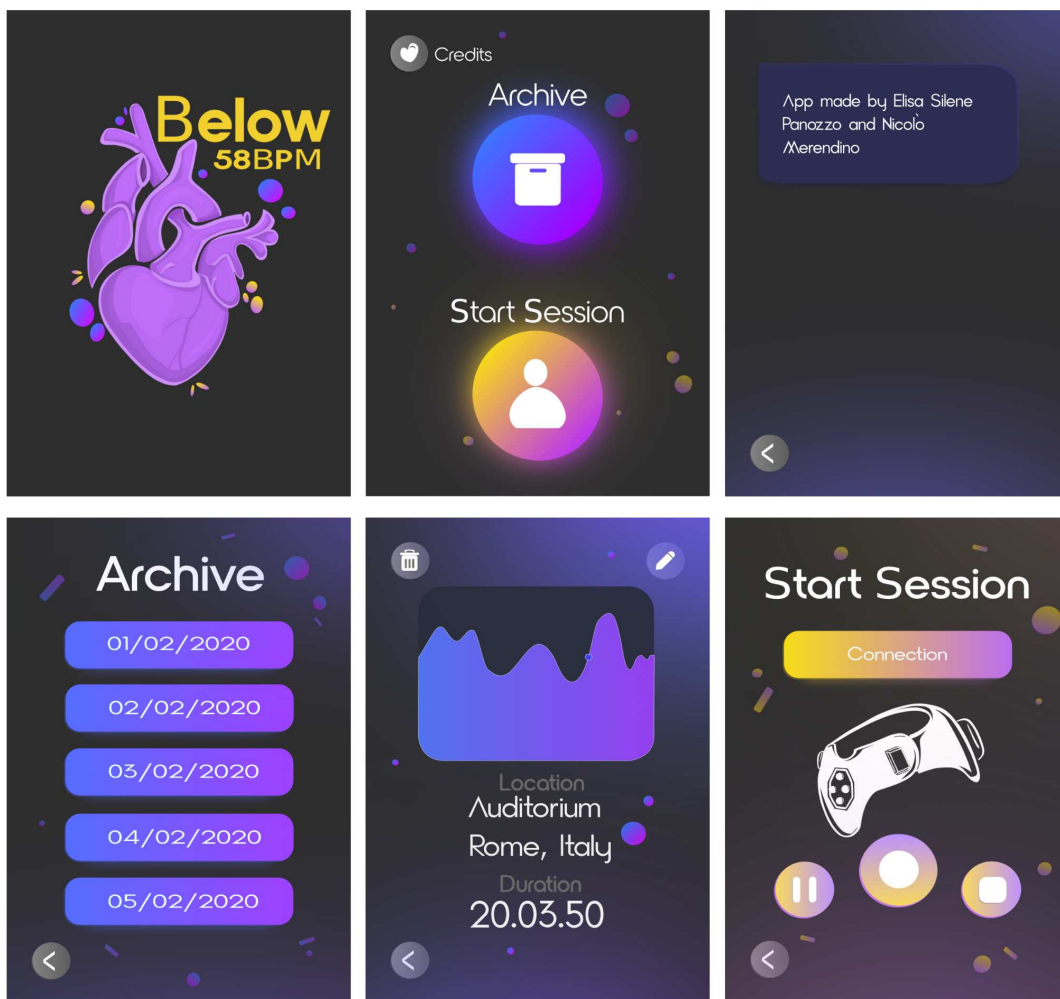 Below
58BPM
Credits
Archive
Start Session
App made by Elisa Silene
Panozzo and Nicolò
Merendino
Archive
01/02/2020
02/02/2020
03/02/2020
04/02/2020
05/02/2020
Location
Auditorium
Rome, Italy
Duration
20.03.50
Start Session
Connection